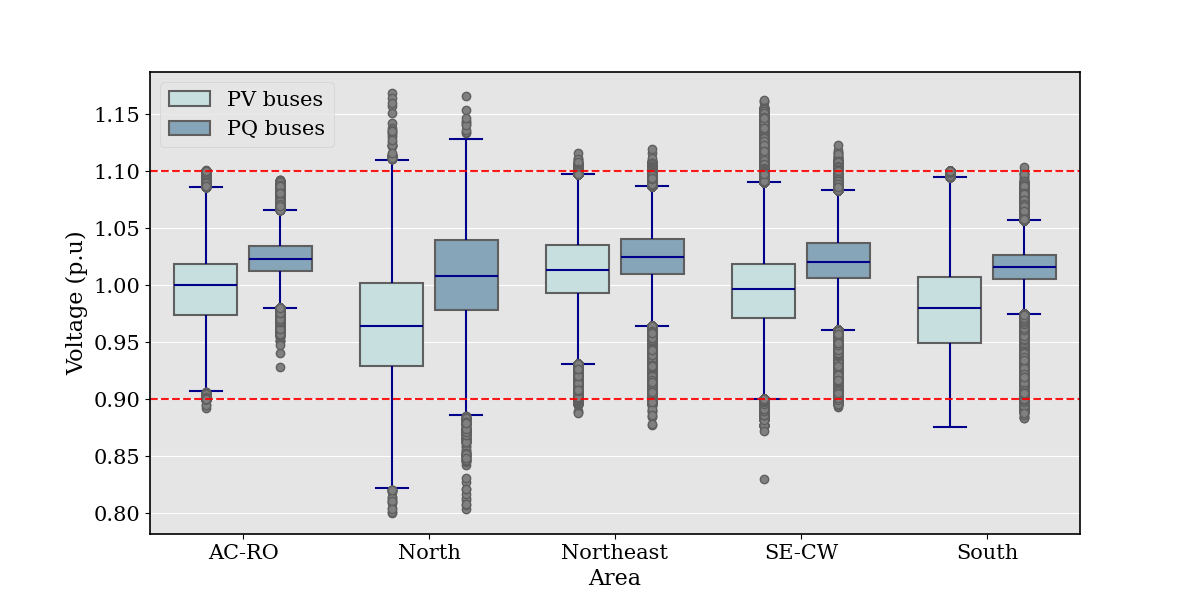 PV buses
PQ buses
Voltage (p.u)
1.15
1.10
1.05
1.00
0.95
0.90
0.85
0.80
AC-RO North Northeast SE-CW South
Area